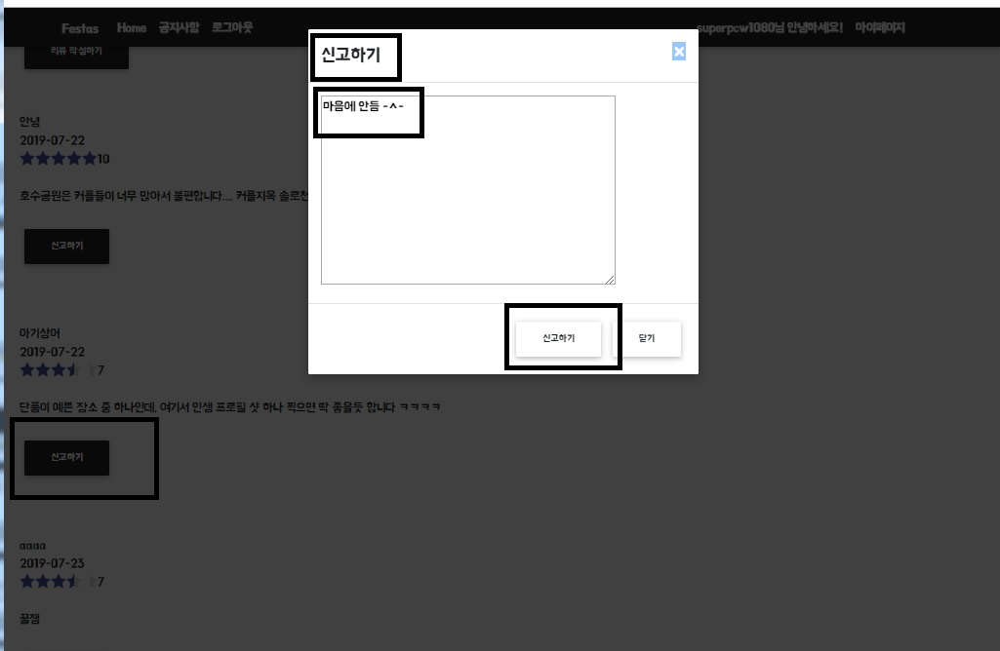 Festas Home 공지사항 로그아웃 superpcw1080님 안녕하세요! 마이페이지
리뷰 작성하기
신고하기
마음에 안듬 -ㅅ-
신고하기 닫기
안녕
2019-07-22
10
호수공원은 커플들이 너무 많아서 불편합니다.... 커플지옥 솔로천
신고하기
아기상어
2019-07-22
7
단풍이 예쁜 장소 중 하나인데, 여기서 인생 프로필 샷 하나 찍으면 딱 좋을듯 합니다 ㅋㅋㅋㅋ
신고하기
aaaa
2019-07-23
7
꿀잼